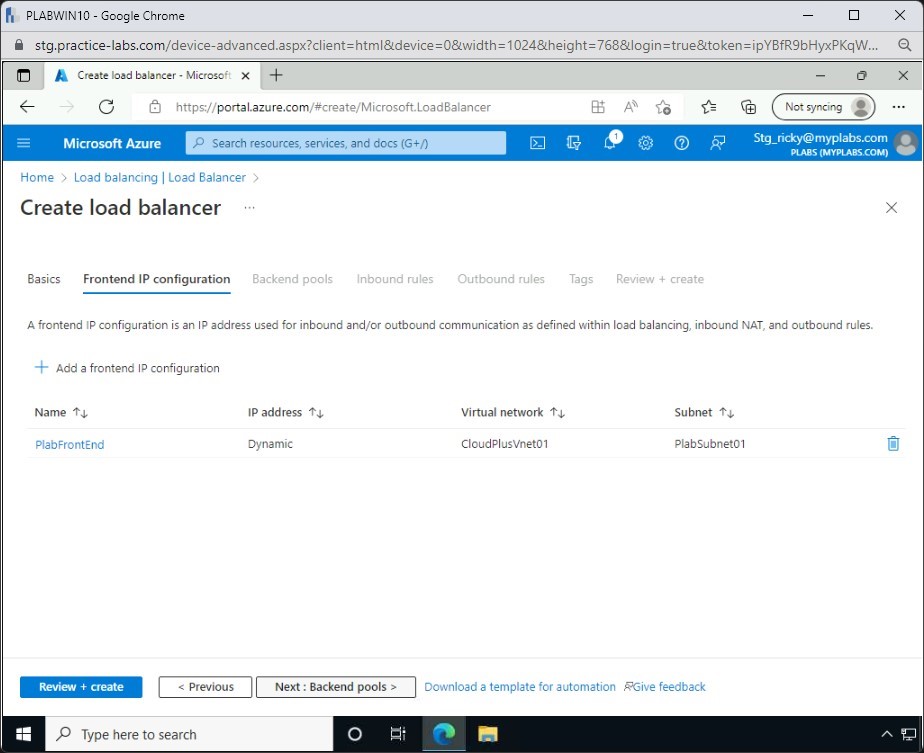 PLABWIN10 - Google Chrome
stg.practice-labs.com/device-advanced.aspx?client=html&device=0&width=1024&height=768&login=true&token=ipYBfR9bHyxPKqW...
Create load balancer - Microsoft
https://portal.azure.com/#create/Microsoft.LoadBalancer
Not syncing
Microsoft Azure
Search resources, services, and docs (G+/)
1
Stg_ricky@myplabs.com
PLABS (MYPLABS.COM)
Home > Load balancing | Load Balancer >
Create load balancer ...
Basics Frontend IP configuration Backend pools Inbound rules Outbound rules Tags Review + create
A frontend IP configuration is an IP address used for inbound and/or outbound communication as defined within load balancing, inbound NAT, and outbound rules.
+ Add a frontend IP configuration
Name ↑↓ IP address ↑↓ Virtual network ↑↓ Subnet ↑↓
PlabFrontEnd Dynamic CloudPlusVnet01 PlabSubnet01
Review + create < Previous Next : Backend pools > Download a template for automation Give feedback
Type here to search